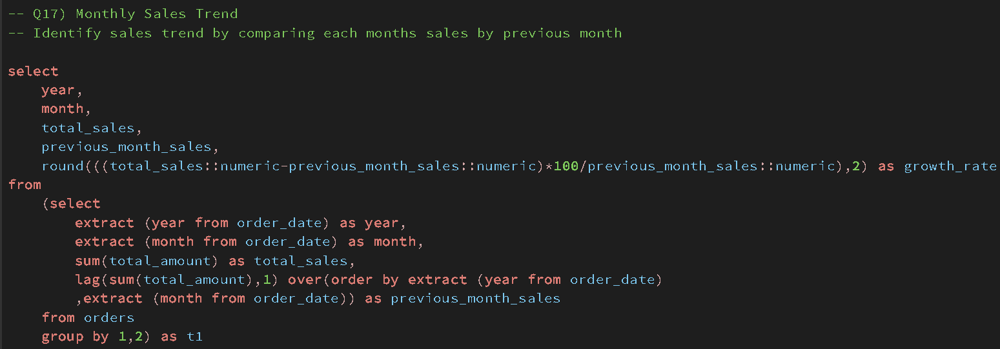 -- Q17) Monthly Sales Trend
-- Identify sales trend by comparing each months sales by previous month
select
year,
month,
total_sales,
previous_month_sales,
round(((total_sales::numeric-previous_month_sales::numeric)*100/previous_month_sales::numeric),2) as growth_rate
from
(select
extract (year from order_date) as year,
extract (month from order_date) as month,
sum(total_amount) as total_sales,
lag(sum(total_amount),1) over(order by extract (year from order_date)
,extract (month from order_date)) as previous_month_sales
from orders
group by 1,2) as t1